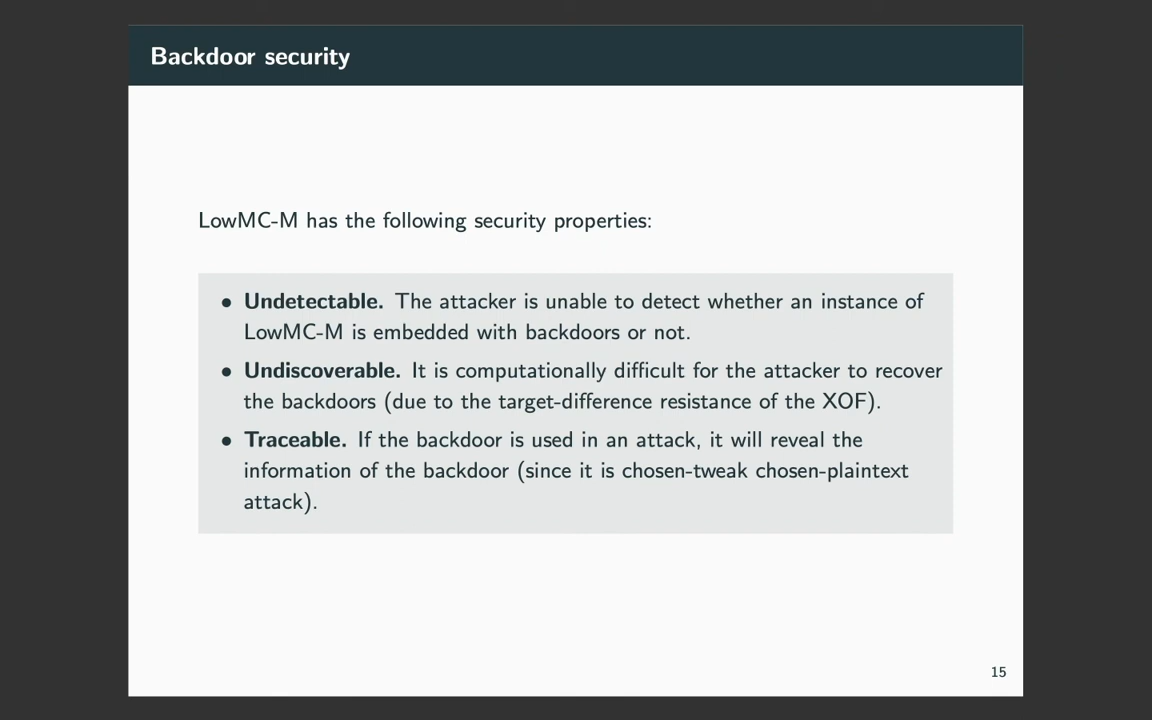 Backdoor security
LowMC-M has the following security properties:
• Undetectable. The attacker is unable to detect whether an instance of
LowMC-M is embedded with backdoors or not.
• Undiscoverable. It is computationally difficult for the attacker to recover
the backdoors (due to the target-difference resistance of the XOF).
• Traceable. If the backdoor is used in an attack, it will reveal the
information of the backdoor (since it is chosen-tweak chosen-plaintext
attack).
15